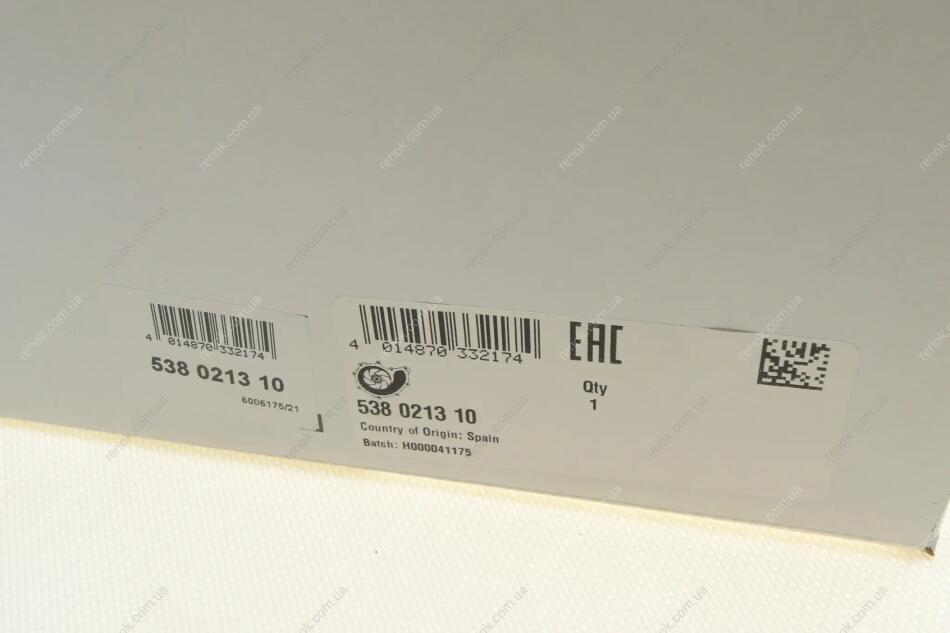 4 014870 332174
538 0213 10
6006175/21
4 014870 332174
538 0213 10
Country of Origin: Spain
Batch: H000041175
EAC
Qty
1
renok.com.ua